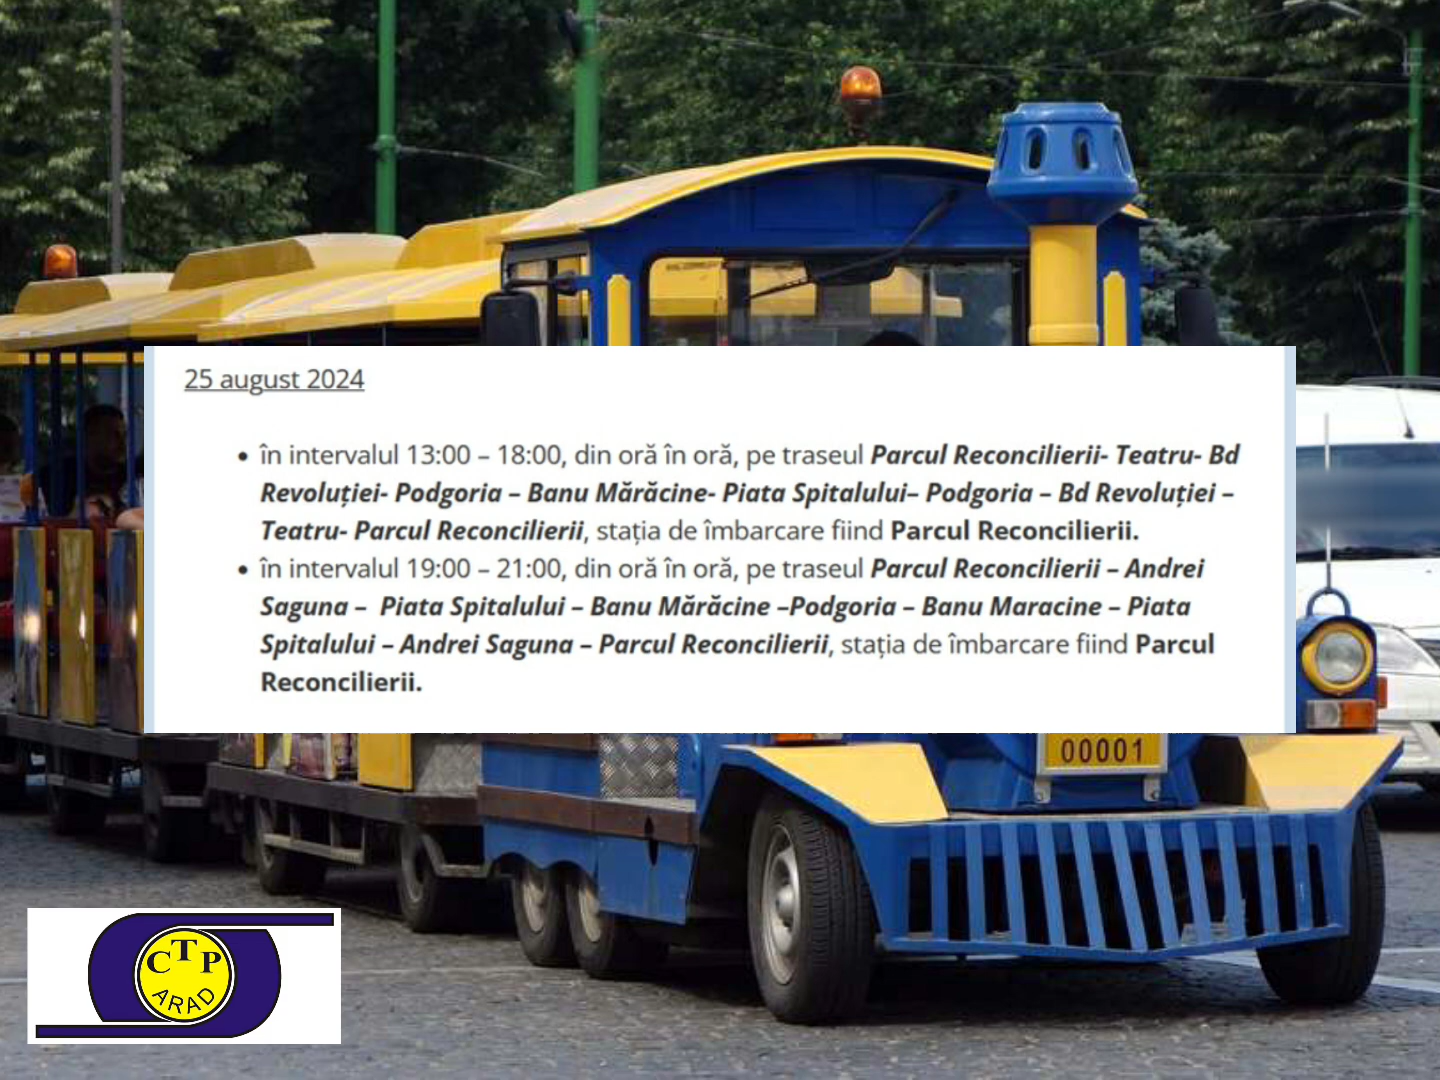 25 august 2024
• în intervalul 13:00 – 18:00, din oră în oră, pe traseul Parcul Reconcilierii- Teatru- Bd
Revoluției- Podgoria – Banu Mărăcine- Piata Spitalului– Podgoria – Bd Revoluției –
Teatru- Parcul Reconcilierii, stația de îmbarcare fiind Parcul Reconcilierii.
• în intervalul 19:00 – 21:00, din oră în oră, pe traseul Parcul Reconcilierii – Andrei
Saguna – Piata Spitalului – Banu Mărăcine –Podgoria – Banu Maracine – Piata
Spitalului – Andrei Saguna – Parcul Reconcilierii, stația de îmbarcare fiind Parcul
Reconcilierii.
00001
CTP
ARAD